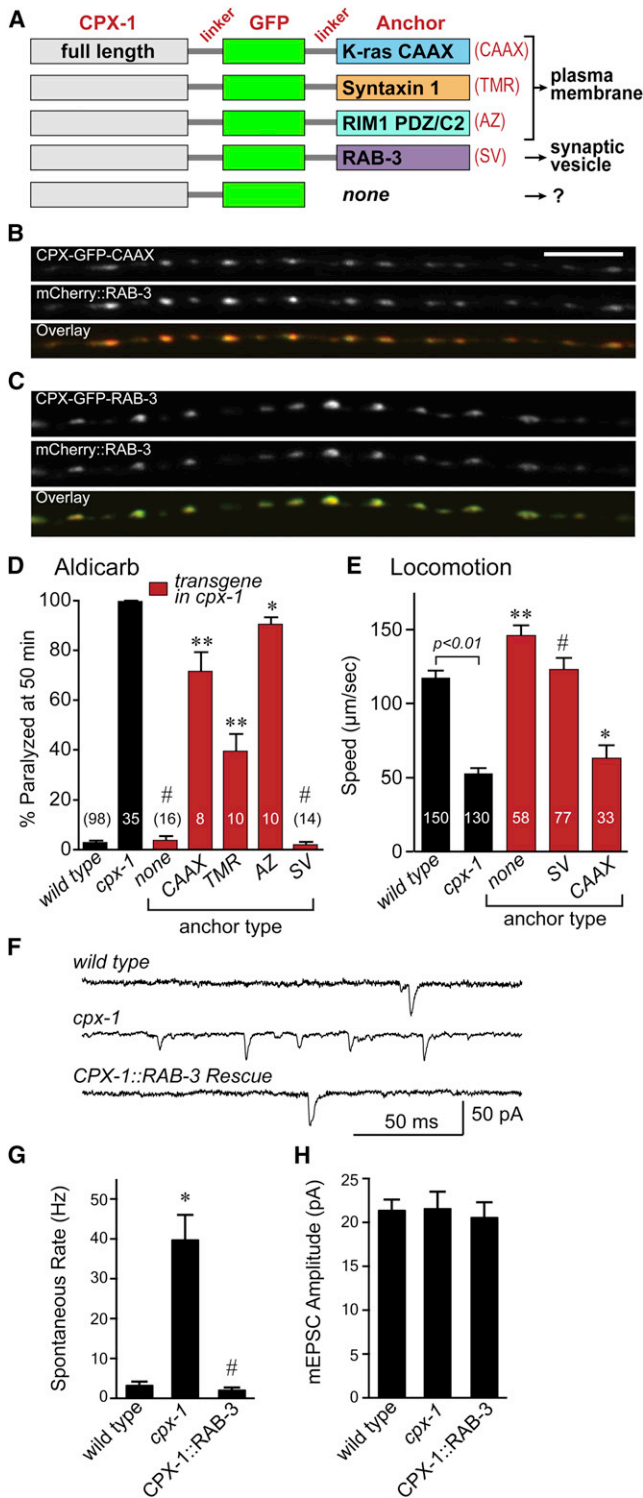 A
CPX-1 linker GFP linker Anchor
full length K-ras CAAX (CAAX)
Syntaxin 1 (TMR) plasma membrane
RIM1 PDZ/C2 (AZ)
RAB-3 (SV) synaptic vesicle
none ?
B
CPX-GFP-CAAX
mCherry::RAB-3
Overlay
C
CPX-GFP-RAB-3
mCherry::RAB-3
Overlay
D Aldicarb
transgene in cpx-1
% Paralyzed at 50 min
100
80
60
40
20
0
** ** * # #
(98) 35 (16) 8 10 10 (14)
wild type cpx-1 none CAAX TMR AZ SV
anchor type
E Locomotion
Speed (µm/sec)
150
100
50
0
p<0.01 ** # *
150 130 58 77 33
wild type cpx-1 none SV CAAX
anchor type
F
wild type
cpx-1
CPX-1::RAB-3 Rescue
50 ms 50 pA
G
Spontaneous Rate (Hz)
50
40
30
20
10
0
* #
wild type cpx-1 CPX-1::RAB-3
H
mEPSC Amplitude (pA)
25
20
15
10
5
0
wild type cpx-1 CPX-1::RAB-3